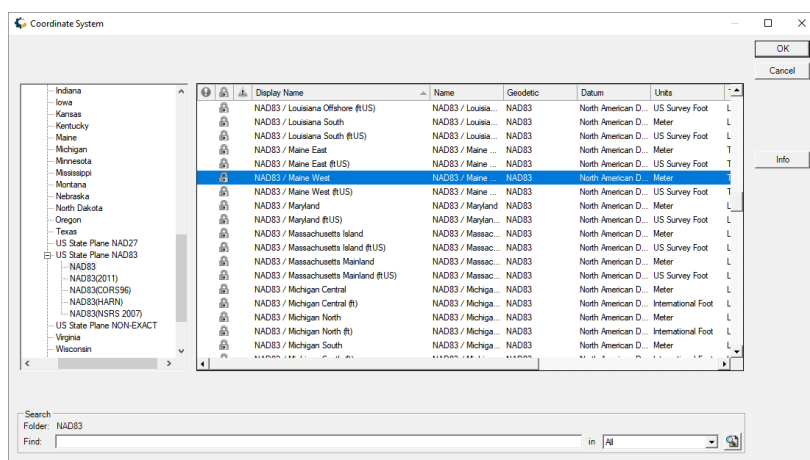 Coordinate System
OK
Cancel
Info
Indiana
Iowa
Kansas
Kentucky
Maine
Michigan
Minnesota
Mississippi
Montana
Nebraska
North Dakota
Oregon
Texas
US State Plane NAD27
US State Plane NAD83
NAD83
NAD83(2011)
NAD83(CORS96)
NAD83(HARN)
NAD83(NSRS 2007)
US State Plane NON-EXACT
Virginia
Wisconsin
Display Name Name Geodetic Datum Units
NAD83 / Louisiana Offshore (ftUS) NAD83 / Louisia... NAD83 North American D... US Survey Foot L
NAD83 / Louisiana South NAD83 / Louisia... NAD83 North American D... Meter L
NAD83 / Louisiana South (ftUS) NAD83 / Louisia... NAD83 North American D... US Survey Foot L
NAD83 / Maine East NAD83 / Maine ... NAD83 North American D... Meter T
NAD83 / Maine East (ftUS) NAD83 / Maine ... NAD83 North American D... US Survey Foot T
NAD83 / Maine West NAD83 / Maine ... NAD83 North American D... Meter T
NAD83 / Maine West (ftUS) NAD83 / Maine ... NAD83 North American D... US Survey Foot T
NAD83 / Maryland NAD83 / Maryland NAD83 North American D... Meter L
NAD83 / Maryland (ftUS) NAD83 / Marylan... NAD83 North American D... US Survey Foot L
NAD83 / Massachusetts Island NAD83 / Massac... NAD83 North American D... Meter L
NAD83 / Massachusetts Island (ftUS) NAD83 / Massac... NAD83 North American D... US Survey Foot L
NAD83 / Massachusetts Mainland NAD83 / Massac... NAD83 North American D... Meter L
NAD83 / Massachusetts Mainland (ftUS) NAD83 / Massac... NAD83 North American D... US Survey Foot L
NAD83 / Michigan Central NAD83 / Michiga... NAD83 North American D... Meter L
NAD83 / Michigan Central (ft) NAD83 / Michiga... NAD83 North American D... International Foot L
NAD83 / Michigan North NAD83 / Michiga... NAD83 North American D... Meter L
NAD83 / Michigan North (ft) NAD83 / Michiga... NAD83 North American D... International Foot L
NAD83 / Michigan South NAD83 / Michiga... NAD83 North American D... Meter L
Search
Folder: NAD83
Find: in All